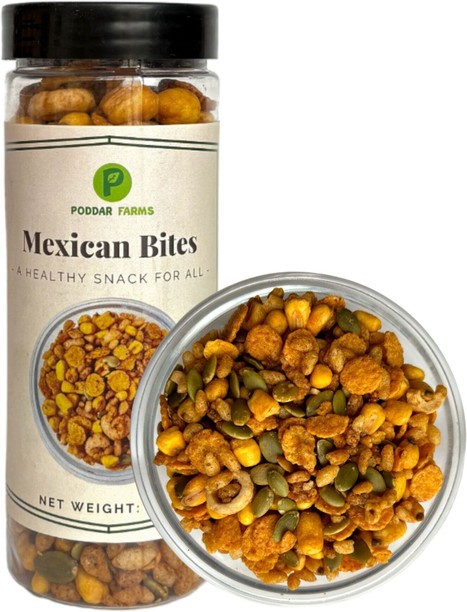 PODDAR FARMS
Mexican Bites
- A HEALTHY SNACK FOR ALL -
NET WEIGHT: